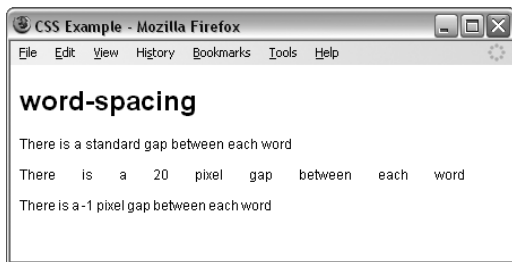 CSS Example - Mozilla Firefox
File Edit View History Bookmarks Tools Help
word-spacing
There is a standard gap between each word
There is a 20 pixel gap between each word
There is a -1 pixel gap between each word